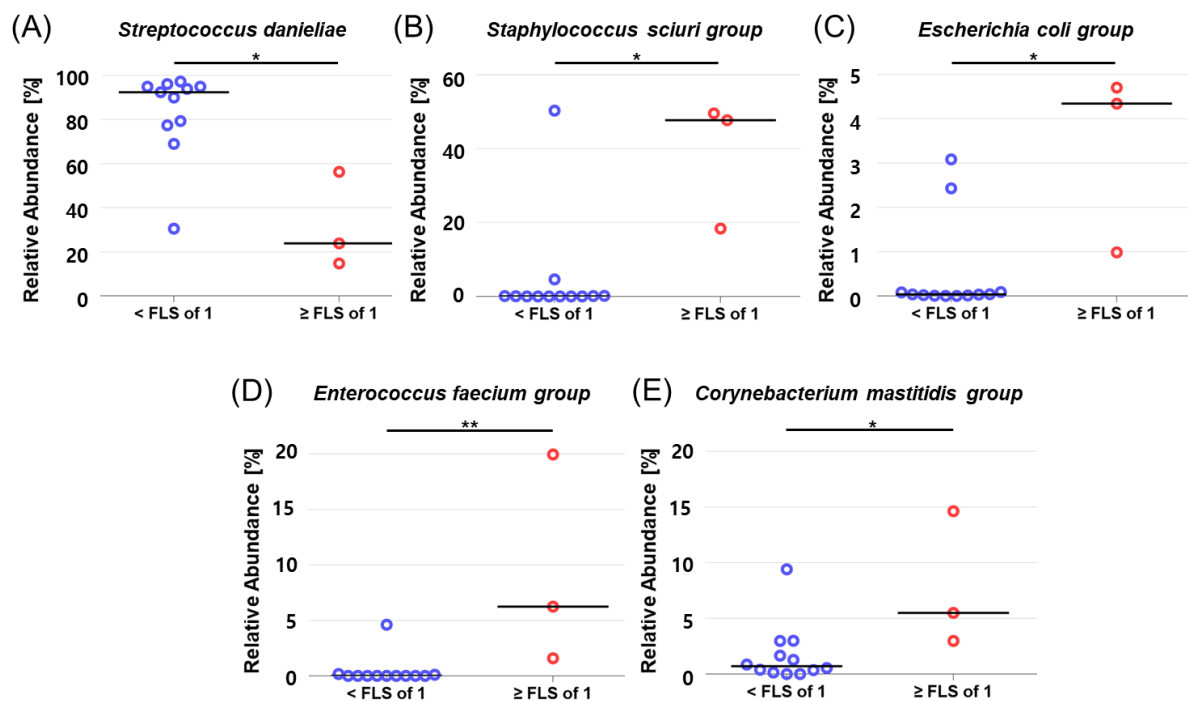 (A) Streptococcus danieliae
*
Relative Abundance [%]
100
80
60
40
20
0
< FLS of 1
≥ FLS of 1
(B) Staphylococcus sciuri group
*
Relative Abundance [%]
60
40
20
0
< FLS of 1
≥ FLS of 1
(C) Escherichia coli group
*
Relative Abundance [%]
5
4
3
2
1
0
< FLS of 1
≥ FLS of 1
(D) Enterococcus faecium group
**
Relative Abundance [%]
20
15
10
5
0
< FLS of 1
≥ FLS of 1
(E) Corynebacterium mastitidis group
*
Relative Abundance [%]
20
15
10
5
0
< FLS of 1
≥ FLS of 1